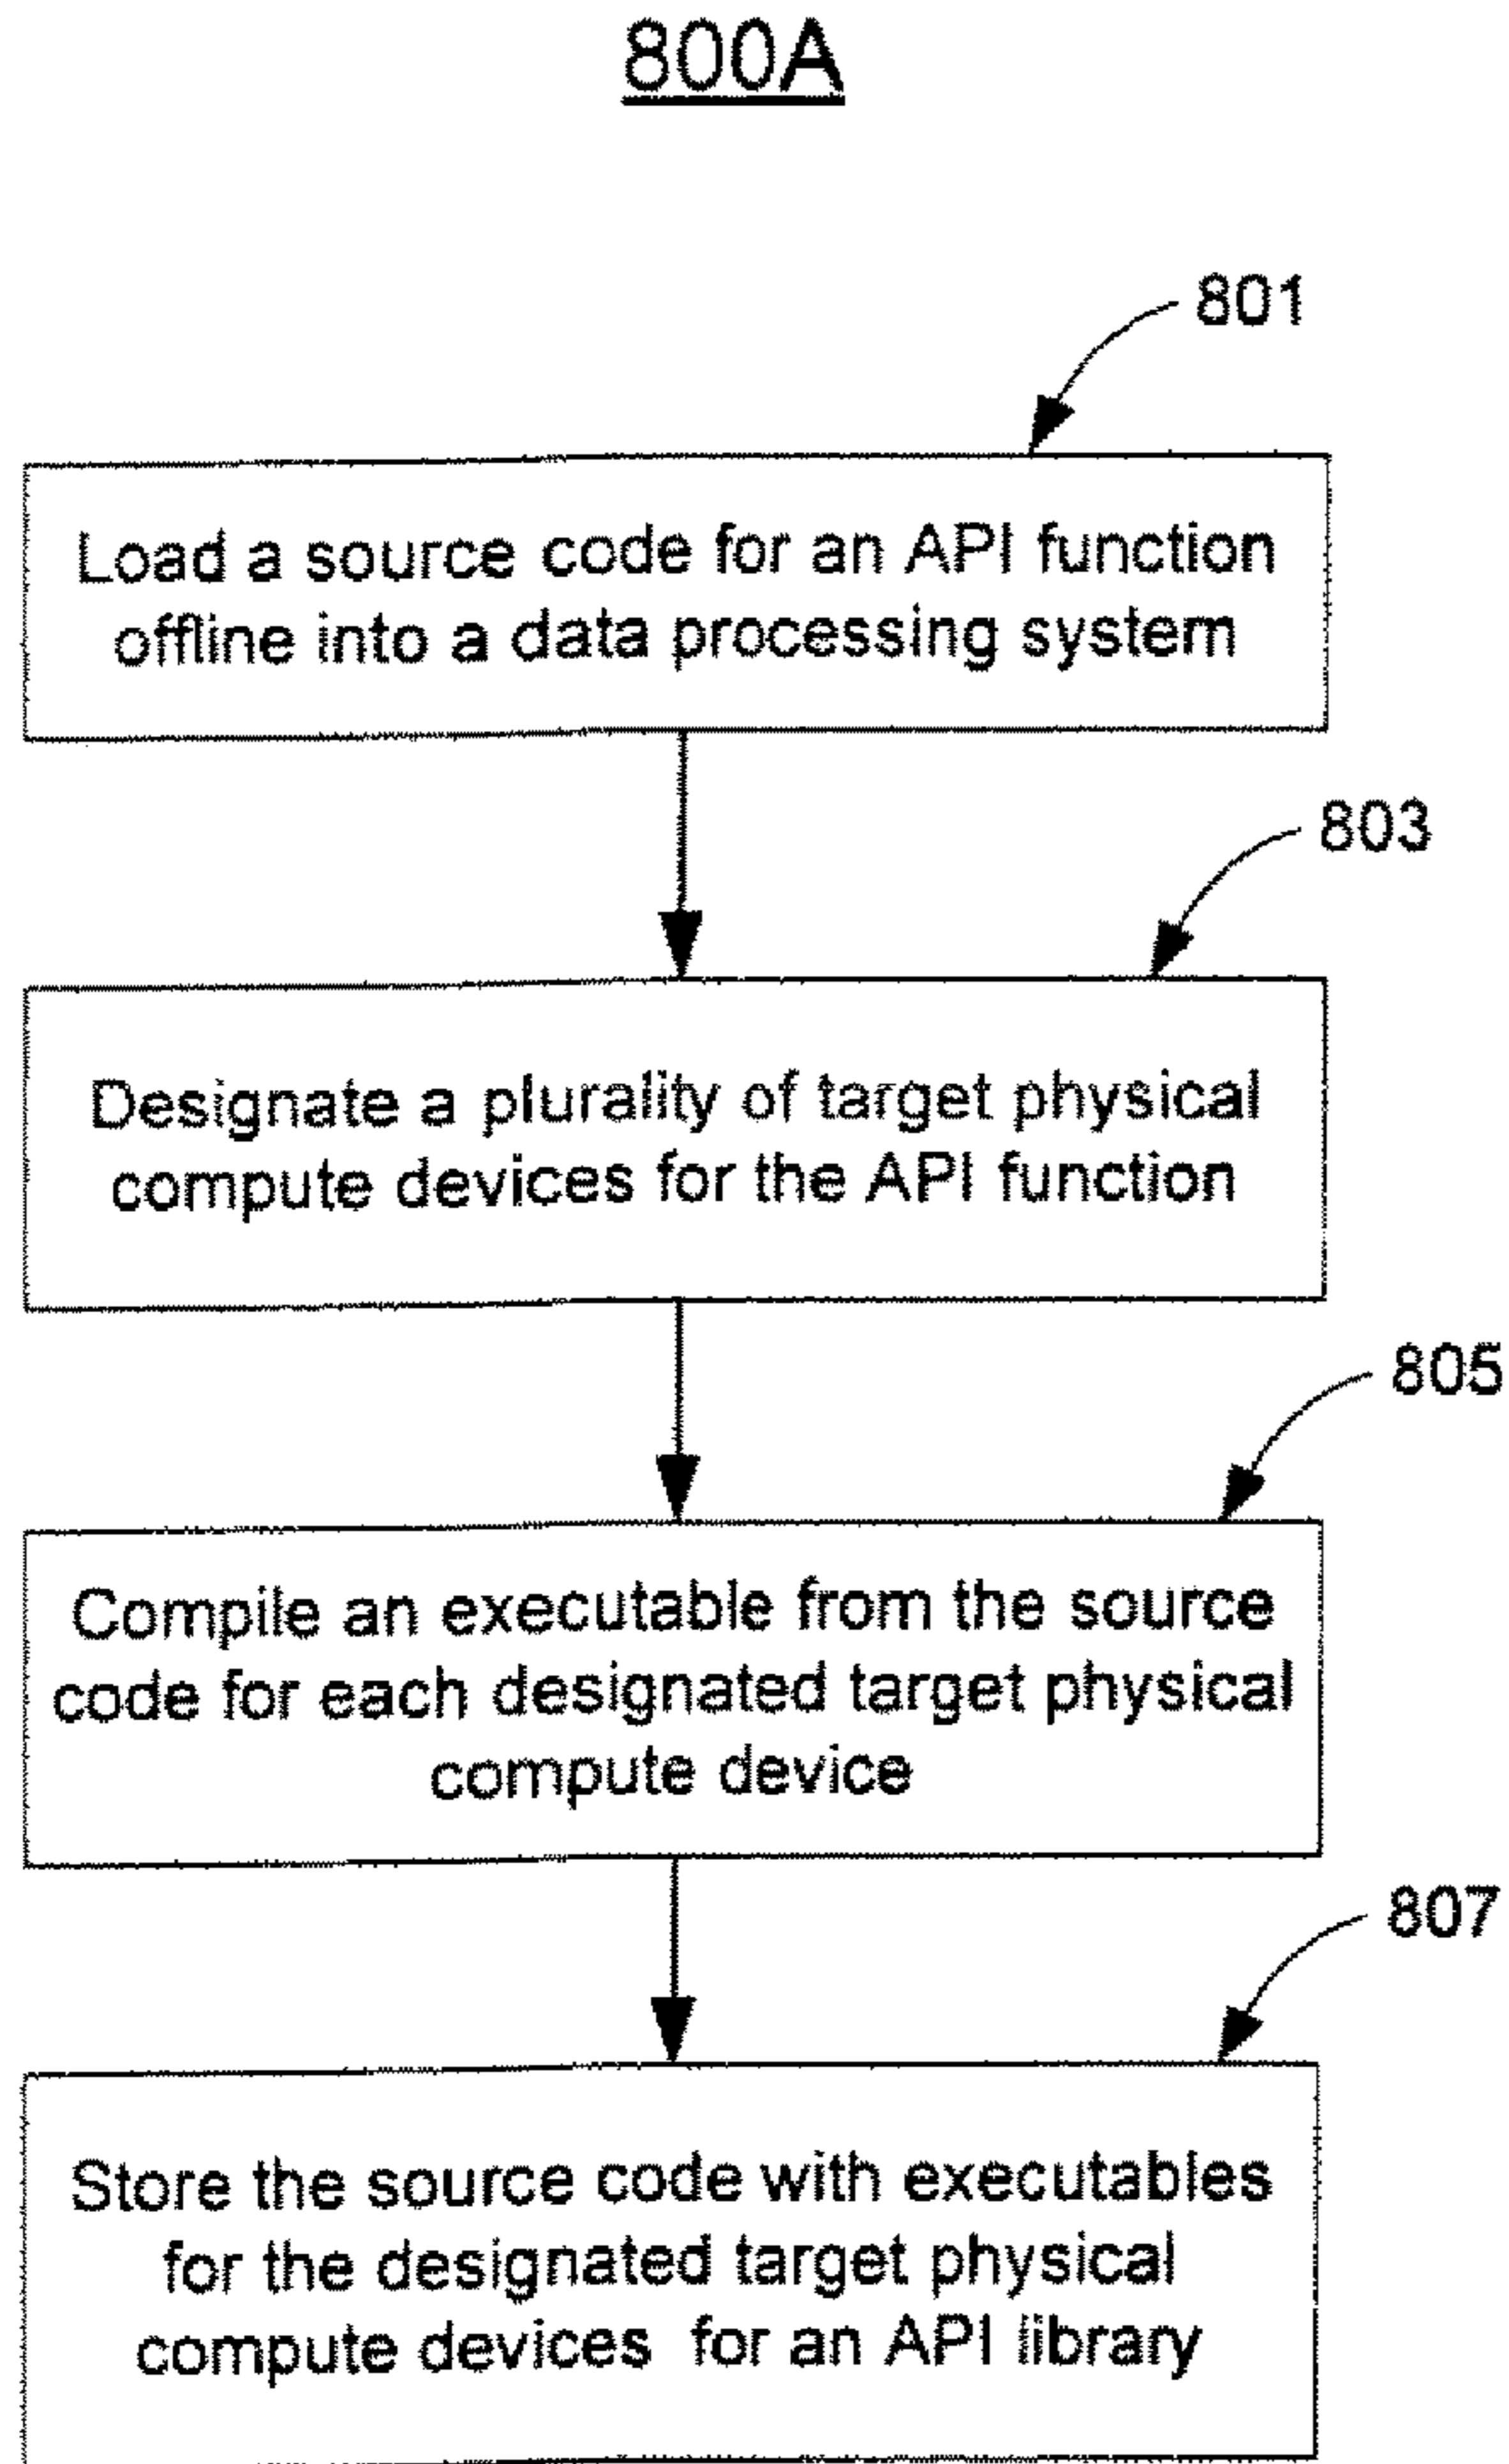 800A
801
Load a source code for an API function
offline into a data processing system
803
Designate a plurality of target physical
compute devices for the API function
805
Compile an executable from the source
code for each designated target physical
compute device
807
Store the source code with executables
for the designated target physical
compute devices for an API library